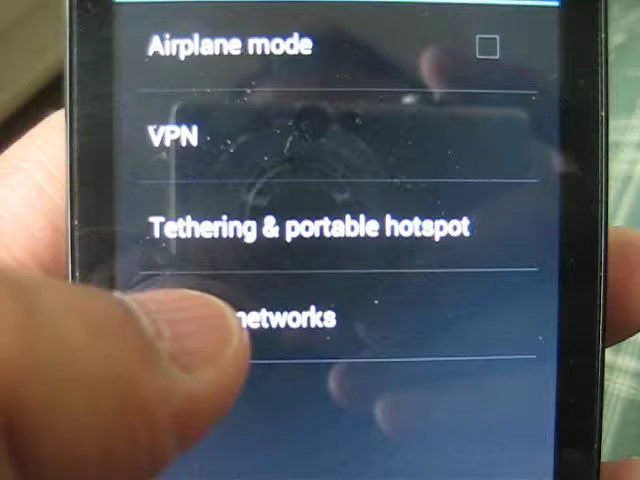 Airplane mode
VPN
Tethering & portable hotspot
networks